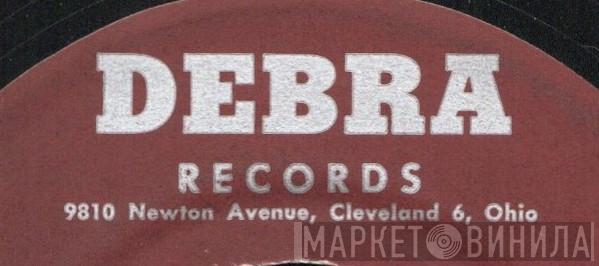 DEBRA
RECORDS
9810 Newton Avenue, Cleveland 6, Ohio
МАРКЕТ ВИНИЛА